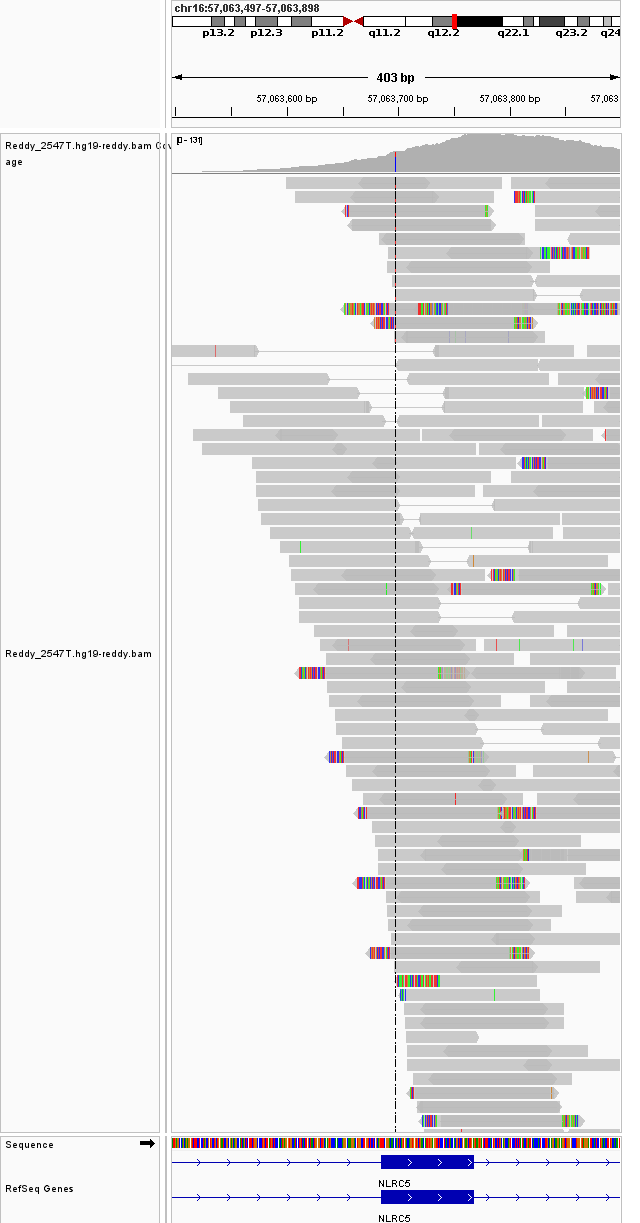 chr16:57,063,497-57,063,898
p13.2 p12.3 p11.2 q11.2 q12.2 q22.1 q23.2 q24
403 bp
57,063,600 bp 57,063,700 bp 57,063,800 bp 57,063
Reddy_2547T.hg19-reddy.bam Cov
age
[0 - 131]
Reddy_2547T.hg19-reddy.bam
Sequence
RefSeq Genes
NLRC5
NLRC5